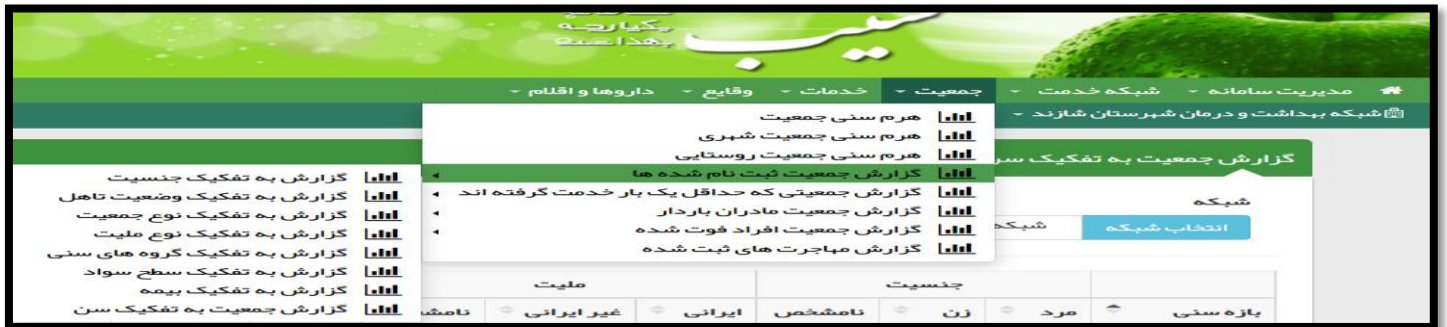 یکپارچه
بهداشت
سیب
مدیریت سامانه شبکه خدمت جمعیت خدمات وقایع داروها و اقلام
شبکه بهداشت و درمان شهرستان شازند
هرم سنی جمعیت
هرم سنی جمعیت شهری
هرم سنی جمعیت روستایی
گزارش جمعیت ثبت نام شده ها
گزارش جمعیتی که حداقل یک بار خدمت گرفته اند
گزارش جمعیت مادران باردار
گزارش جمعیت افراد فوت شده
گزارش مهاجرت های ثبت شده
گزارش به تفکیک جنسیت
گزارش به تفکیک وضعیت تاهل
گزارش به تفکیک نوع جمعیت
گزارش به تفکیک نوع ملیت
گزارش به تفکیک گروه های سنی
گزارش به تفکیک سطح سواد
گزارش به تفکیک بیمه
گزارش جمعیت به تفکیک سن
گزارش جمعیت به تفکیک
شبکه
انتخاب شبکه شبکه
جنسیت ملیت
بازه سنی مرد زن نامشخص ایرانی غیر ایرانی